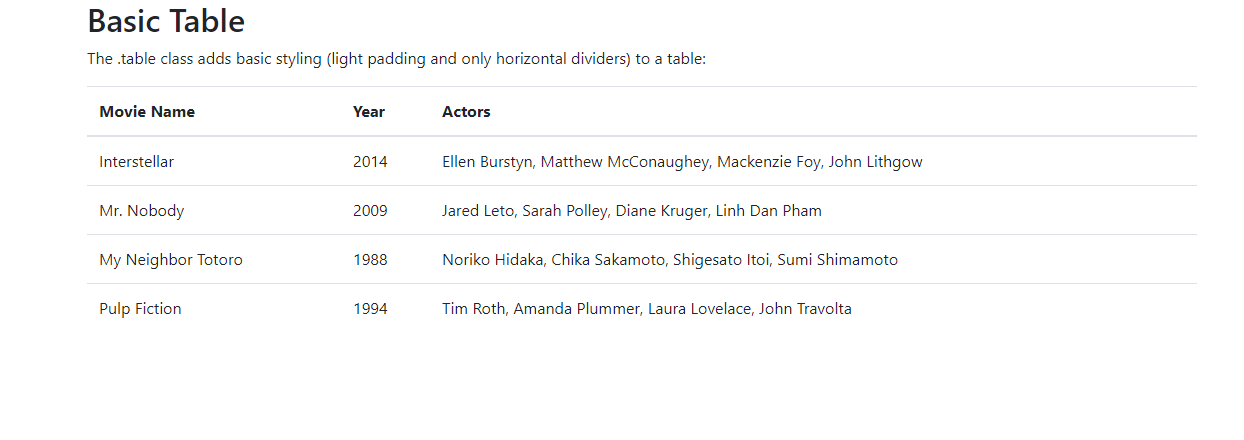 Basic Table
The .table class adds basic styling (light padding and only horizontal dividers) to a table:
Movie Name Year Actors
Interstellar 2014 Ellen Burstyn, Matthew McConaughey, Mackenzie Foy, John Lithgow
Mr. Nobody 2009 Jared Leto, Sarah Polley, Diane Kruger, Linh Dan Pham
My Neighbor Totoro 1988 Noriko Hidaka, Chika Sakamoto, Shigesato Itoi, Sumi Shimamoto
Pulp Fiction 1994 Tim Roth, Amanda Plummer, Laura Lovelace, John Travolta